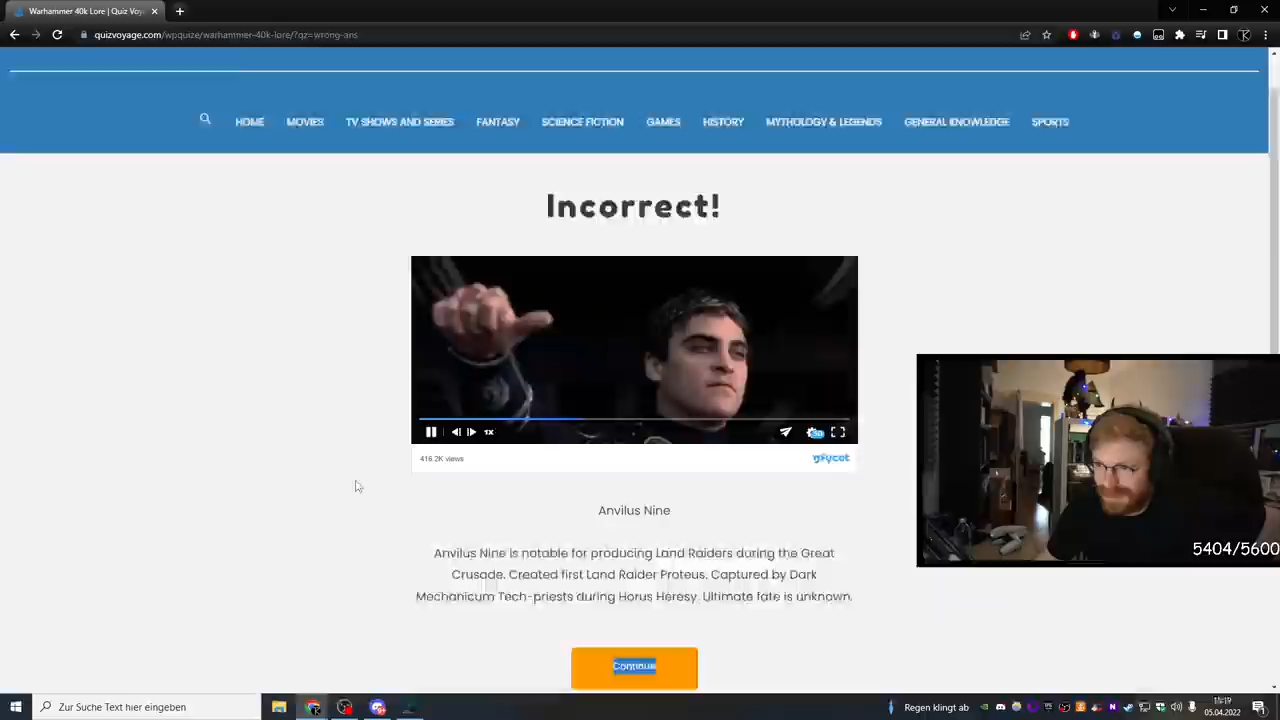 Warhammer 40k Lore | Quiz Voy
quizvoyage.com/wpquize/warhammer-40k-lore/?qz=wrong-ans
HOME MOVIES TV SHOWS AND SERIES FANTASY SCIENCE FICTION GAMES HISTORY MYTHOLOGY & LEGENDS GENERAL KNOWLEDGE SPORTS
Incorrect!
1X
416.2K views
Anvilus Nine
Anvilus Nine is notable for producing Land Raiders during the Great
Crusade. Created first Land Raider Proteus. Captured by Dark
Mechanicum Tech-priests during Horus Heresy. Ultimate fate is unknown.
5404/5600
Continue
Zur Suche Text hier eingeben
Regen klingt ab
05.04.2022